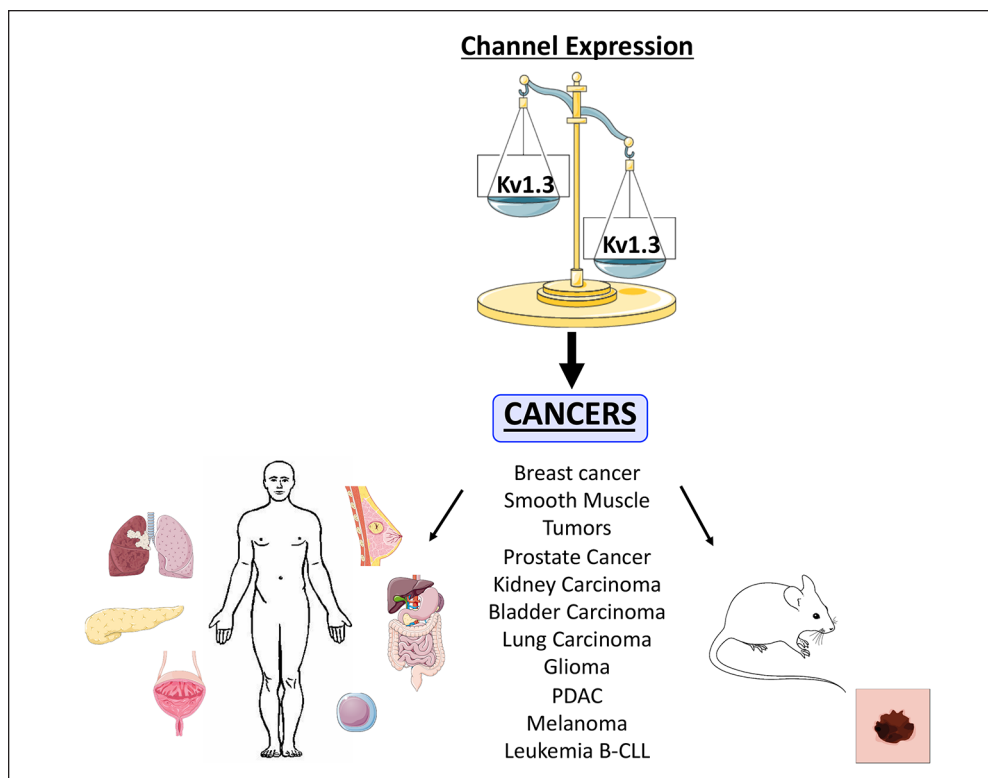 Channel Expression
Kv1.3
Kv1.3
CANCERS
Breast cancer
Smooth Muscle
Tumors
Prostate Cancer
Kidney Carcinoma
Bladder Carcinoma
Lung Carcinoma
Glioma
PDAC
Melanoma
Leukemia B-CLL